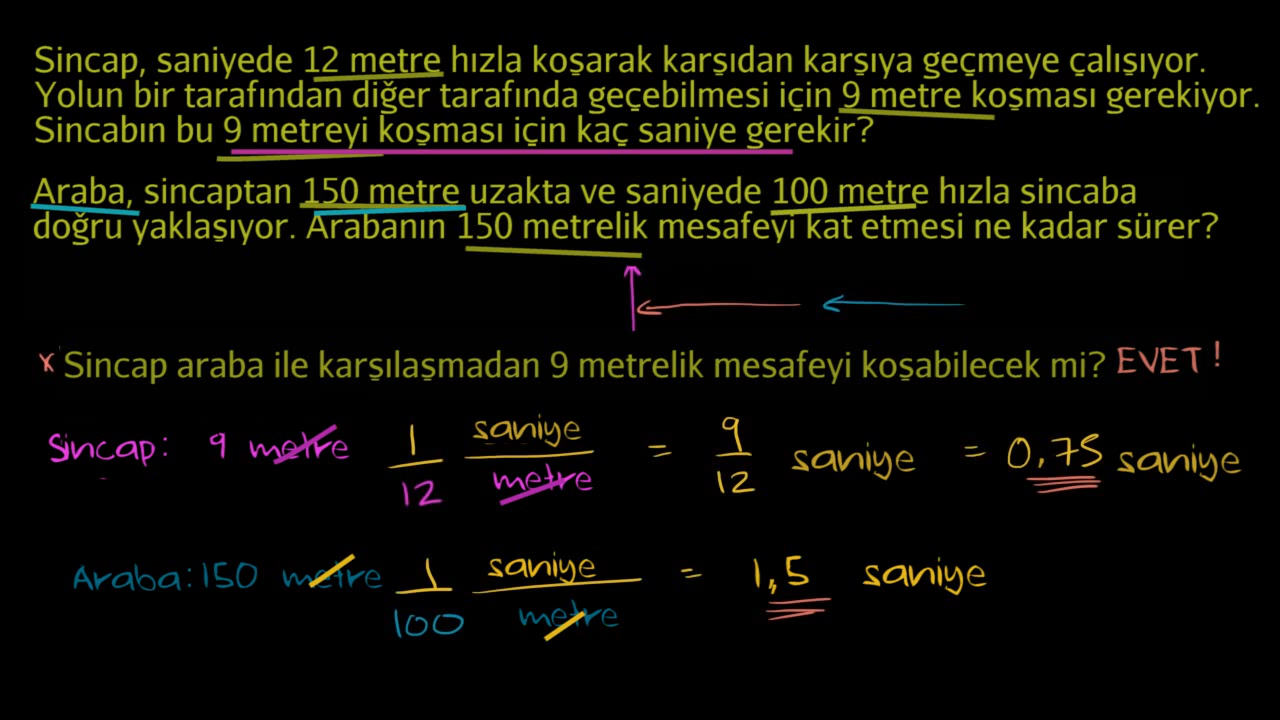 Sincap, saniyede 12 metre hızla koşarak karşıdan karşıya geçmeye çalışıyor.
Yolun bir tarafından diğer tarafında geçebilmesi için 9 metre koşması gerekiyor.
Sincabın bu 9 metreyi koşması için kaç saniye gerekir?
Araba, sincaptan 150 metre uzakta ve saniyede 100 metre hızla sincaba
doğru yaklaşıyor. Arabanın 150 metrelik mesafeyi kat etmesi ne kadar sürer?
x Sincap araba ile karşılaşmadan 9 metrelik mesafeyi koşabilecek mi? EVET!
Sincap: 9 metre 1/12 saniye/metre = 9/12 saniye = 0,75 saniye
Araba: 150 metre 1/100 saniye/metre = 1,5 saniye